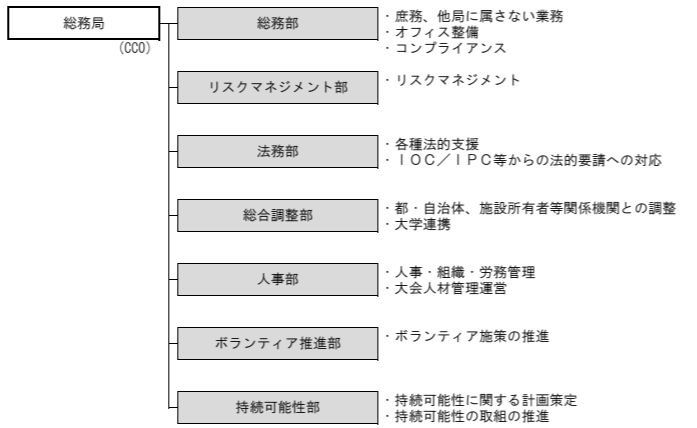 総務局
(CCO)
総務部
・庶務、他局に属さない業務
・オフィス整備
・コンプライアンス
リスクマネジメント部
・リスクマネジメント
法務部
・各種法的支援
・ＩＯＣ／ＩＰＣ等からの法的要請への対応
総合調整部
・都・自治体、施設所有者等関係機関との調整
・大学連携
人事部
・人事・組織・労務管理
・大会人材管理運営
ボランティア推進部
・ボランティア施策の推進
持続可能性部
・持続可能性に関する計画策定
・持続可能性の取組の推進